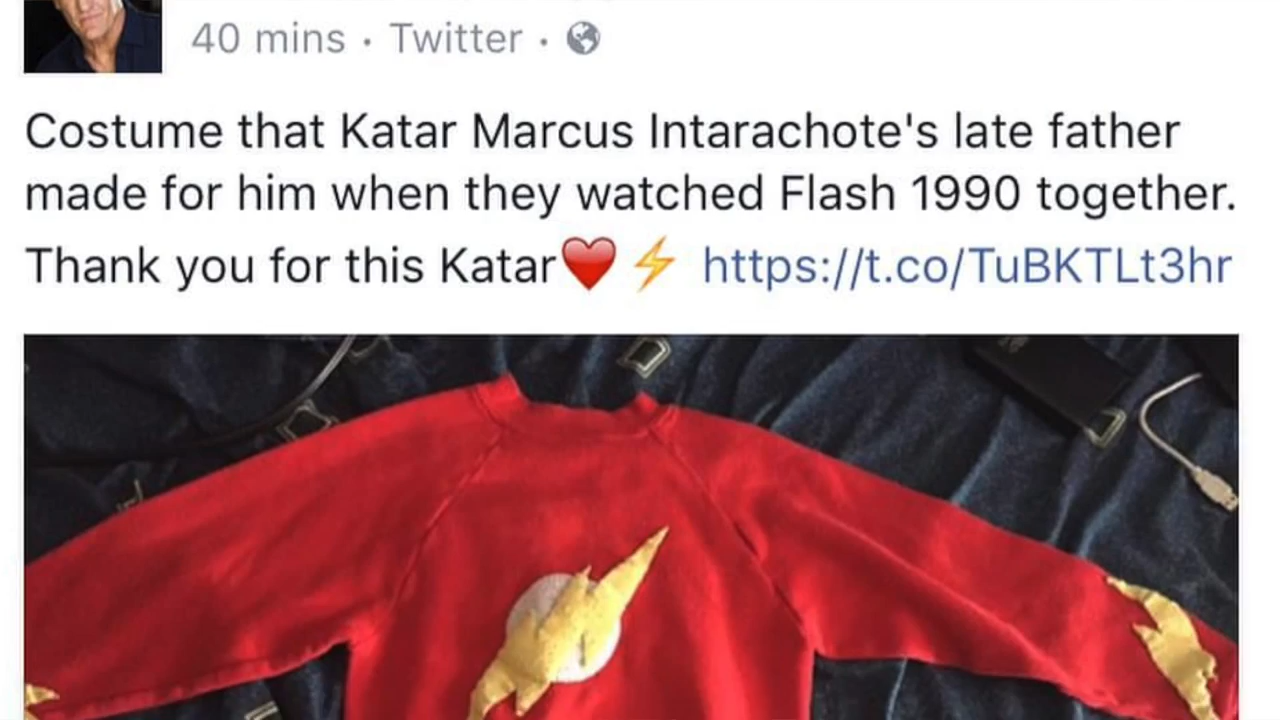 40 mins · Twitter ·
Costume that Katar Marcus Intarachote's late father
made for him when they watched Flash 1990 together.
Thank you for this Katar❤️⚡ https://t.co/TuBKTLt3hr